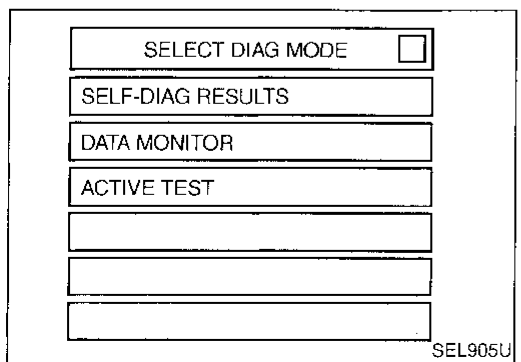 SELECT DIAG MODE
SELF-DIAG RESULTS
DATA MONITOR
ACTIVE TEST
SEL905U